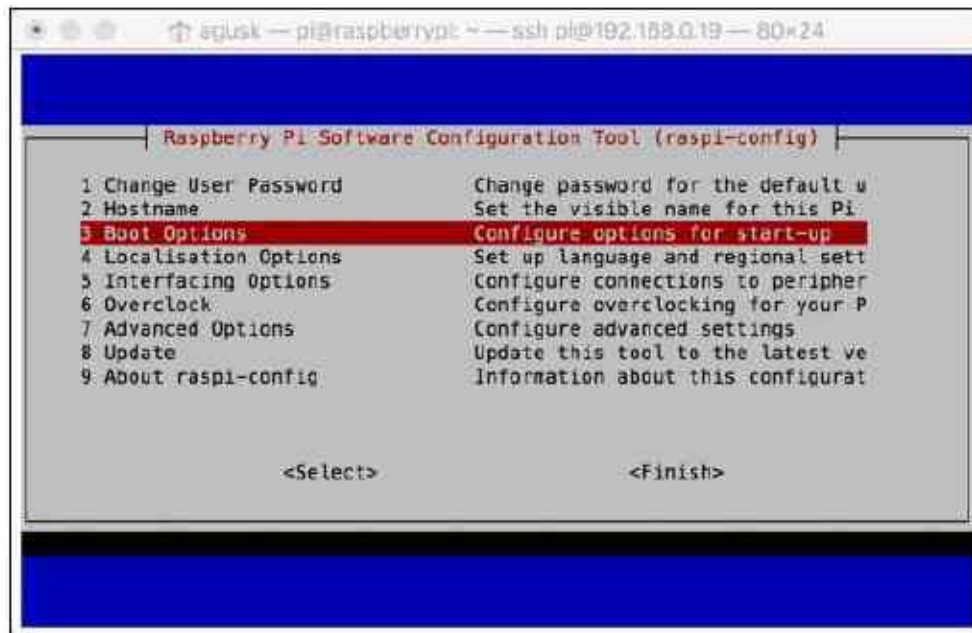 agusk — pi@raspberrypi: ~ — ssh pi@192.168.0.19 — 80×24
Raspberry Pi Software Configuration Tool (raspi-config)
1 Change User Password Change password for the default u
2 Hostname Set the visible name for this Pi
3 Boot Options Configure options for start-up
4 Localisation Options Set up language and regional sett
5 Interfacing Options Configure connections to peripher
6 Overclock Configure overclocking for your P
7 Advanced Options Configure advanced settings
8 Update Update this tool to the latest ve
9 About raspi-config Information about this configurat
<Select> <Finish>